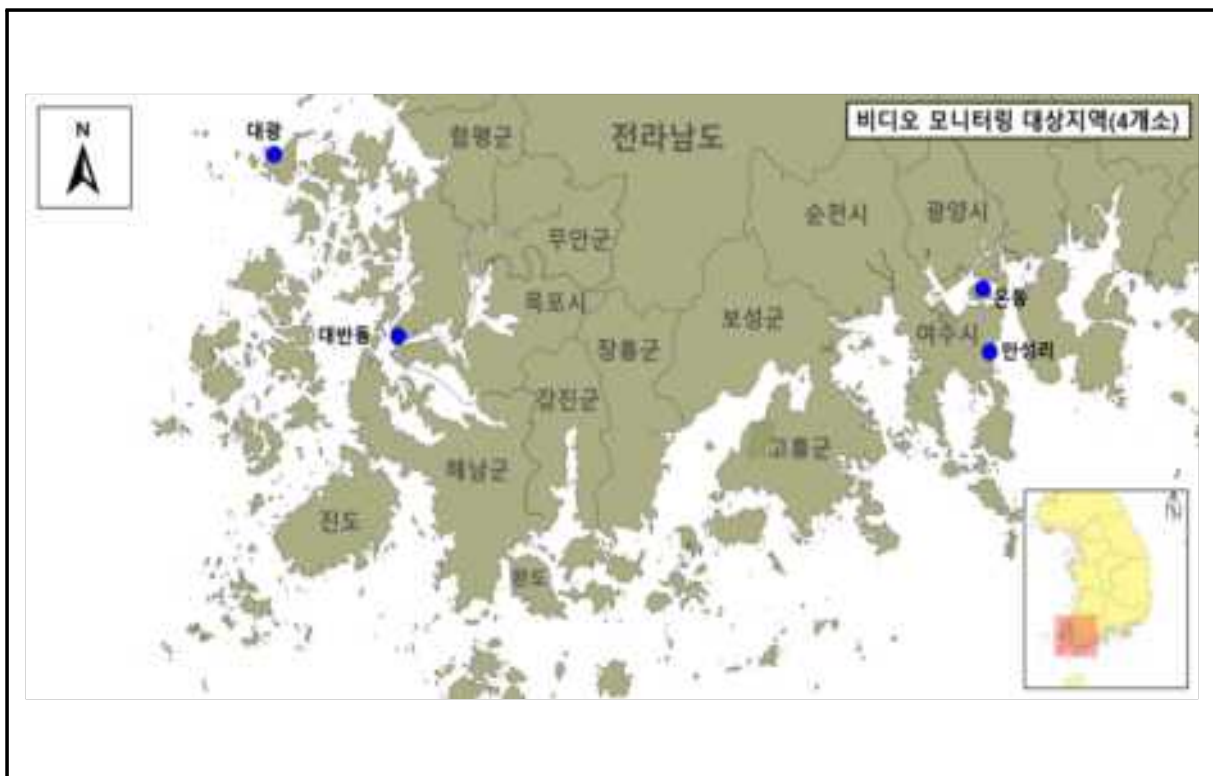 N
비디오 모니터링 대상지역(4개소)
대광
함평군
전라남도
순천시
광양시
무안군
목포시
보성군
장흥군
대반동
여수시
만성리
강진군
해남군
고흥군
진도
완도